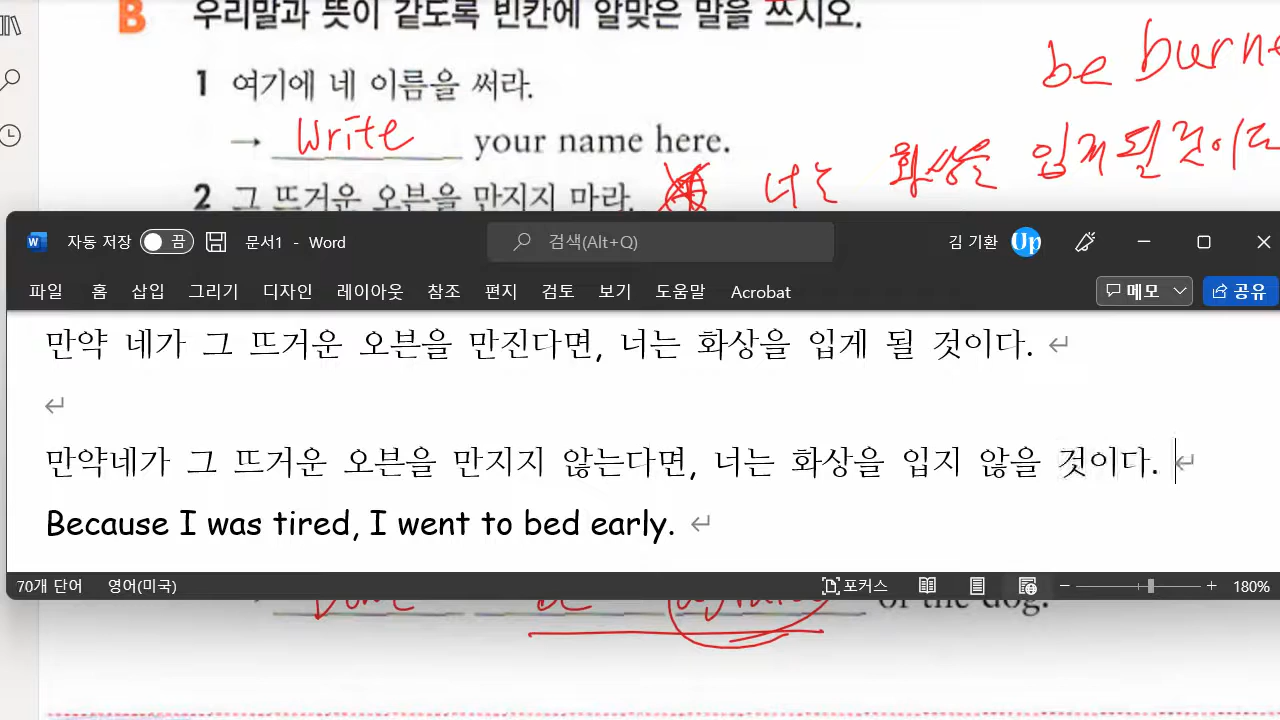 B 우리말과 뜻이 같도록 빈칸에 알맞은 말을 쓰시오.
be burne
1 여기에 네 이름을 써라.
→ Write your name here.
너는 화상을 입게 될 것이다
2 그 뜨거운 오븐을 만지지 마라.
자동 저장 끔 문서1 - Word 검색(Alt+Q) 김 기환 Up
파일 홈 삽입 그리기 디자인 레이아웃 참조 편지 검토 보기 도움말 Acrobat 메모 공유
만약 네가 그 뜨거운 오븐을 만진다면, 너는 화상을 입게 될 것이다.
만약네가 그 뜨거운 오븐을 만지지 않는다면, 너는 화상을 입지 않을 것이다.
Because I was tired, I went to bed early.
70개 단어 영어(미국) 포커스 180%
of the dog.